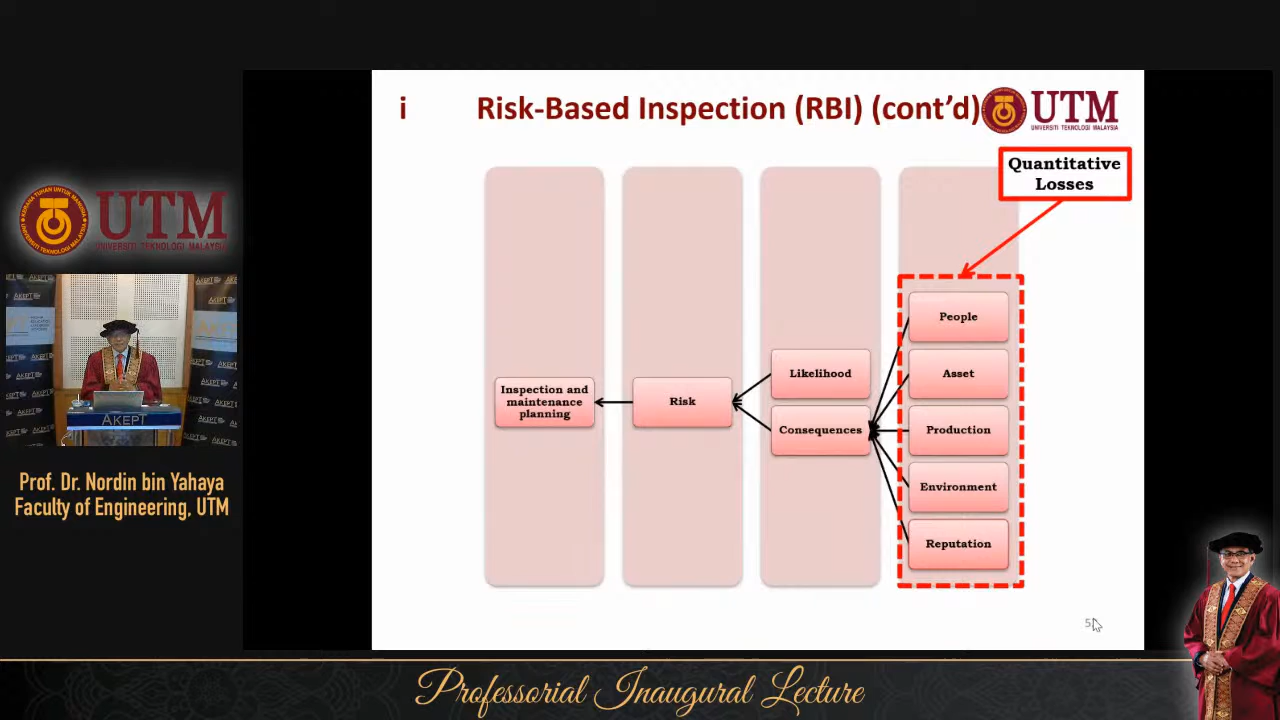 i Risk-Based Inspection (RBI) (cont’d)
UTM
UNIVERSITI TEKNOLOGI MALAYSIA
Quantitative
Losses
UTM
UNIVERSITI TEKNOLOGI MALAYSIA
People
Likelihood
Asset
Inspection and
maintenance
planning
Risk
Consequences
Production
Environment
Reputation
AKEPT
AKEPT
Prof. Dr. Nordin bin Yahaya
Faculty of Engineering, UTM
5
Professorial Inaugural Lecture